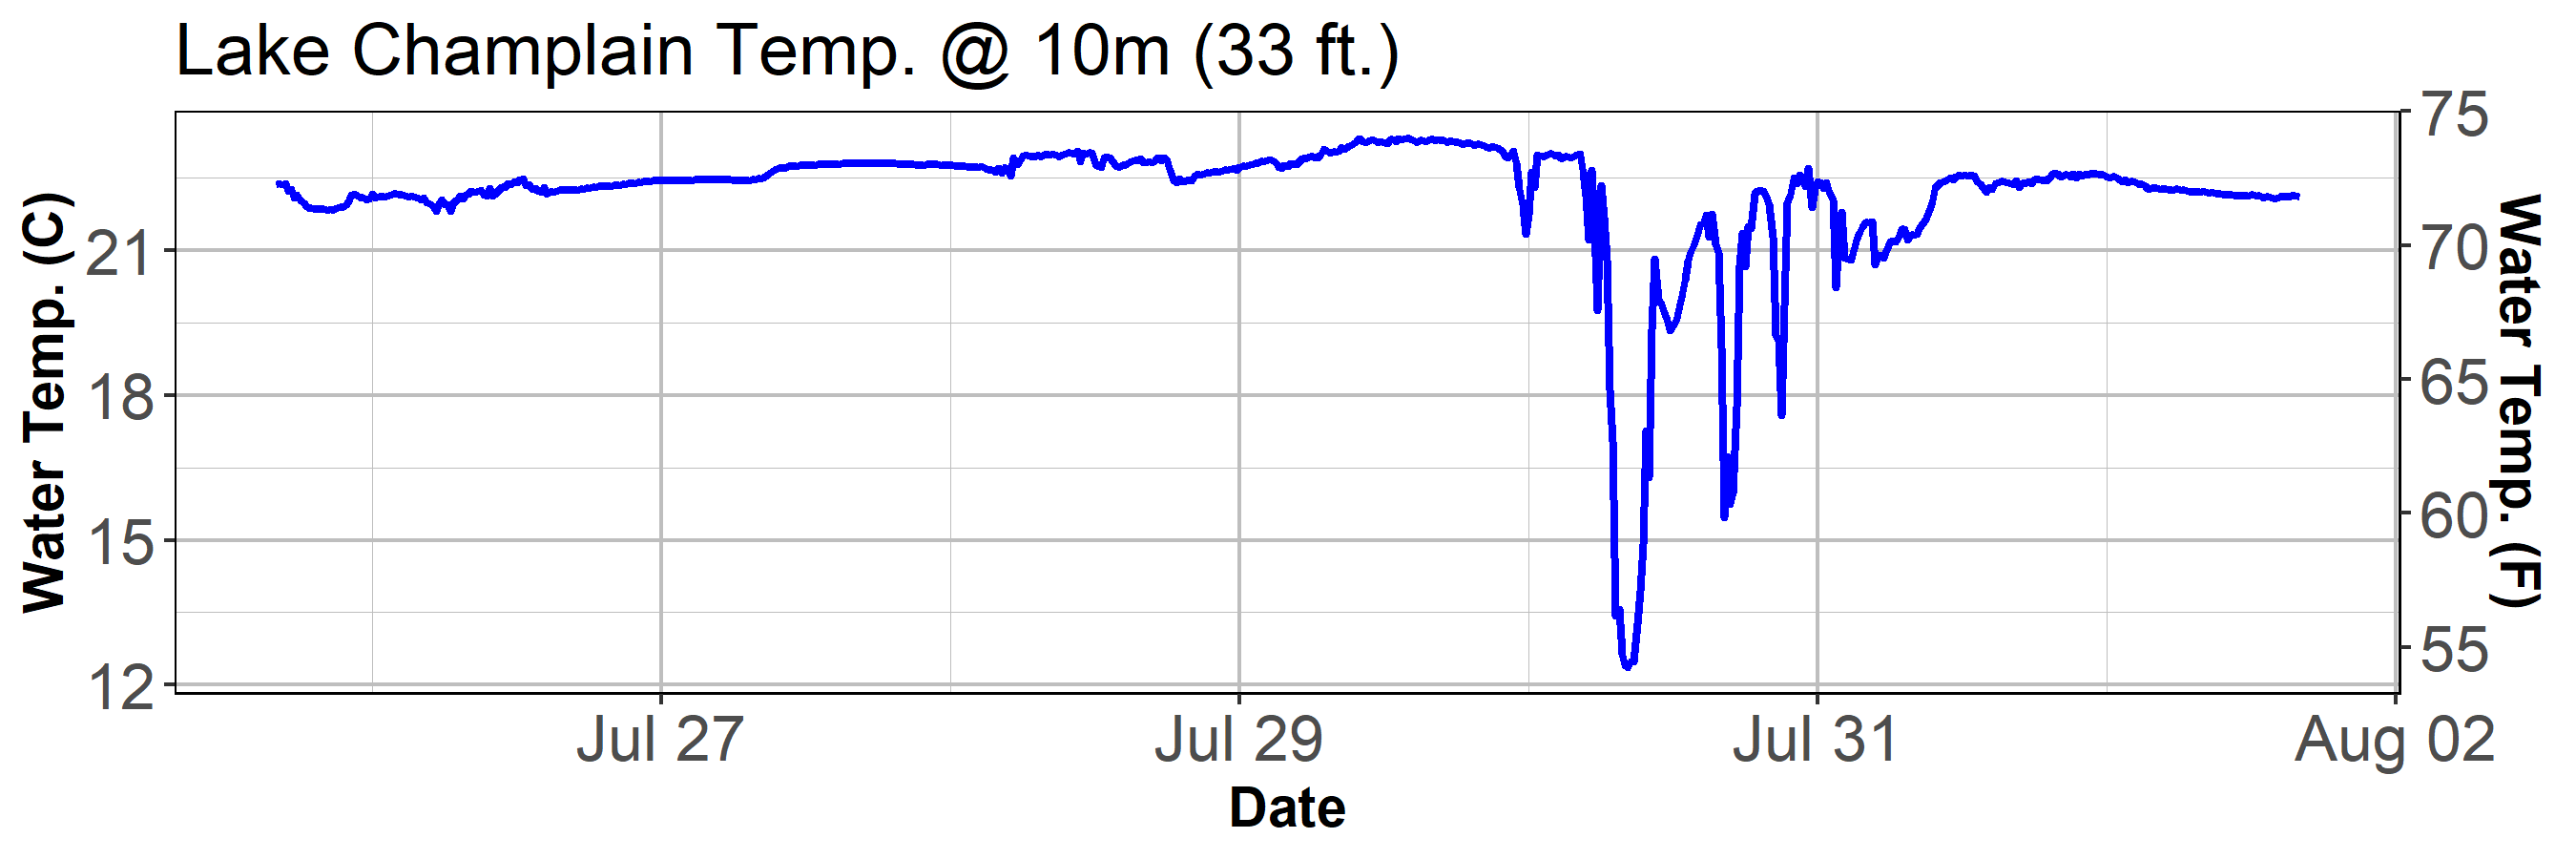 Lake Champlain Temp. @ 10m (33 ft.)
Water Temp. (C)
21
18
15
12
75
70
65
60
55
Water Temp. (F)
Jul 27
Jul 29
Jul 31
Aug 02
Date